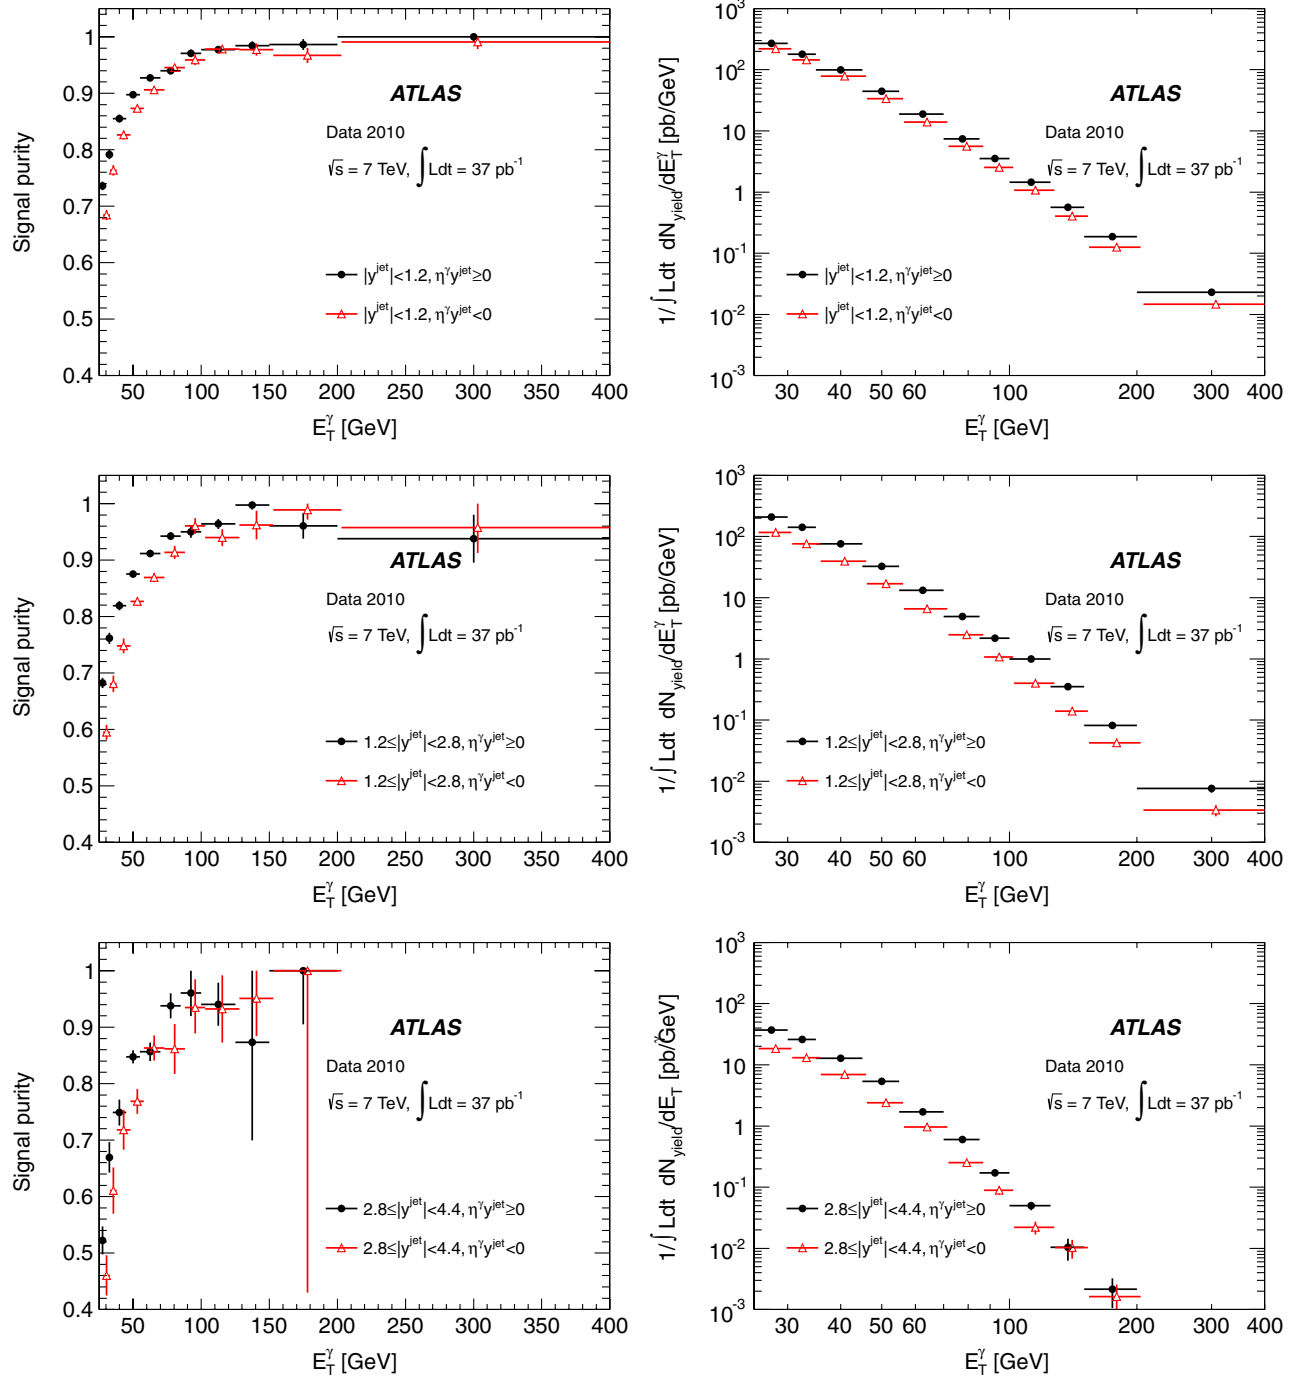 Signal purity
1
0.9
0.8
0.7
0.6
0.5
0.4
ATLAS
Data 2010
√s = 7 TeV, ∫Ldt = 37 pb⁻¹
|y^jet|<1.2, η^γy^jet≥0
|y^jet|<1.2, η^γy^jet<0
50 100 150 200 250 300 350 400
E_T^γ [GeV]
1/∫Ldt dN_yield/dE_T^γ [pb/GeV]
10³
10²
10
1
10⁻¹
10⁻²
10⁻³
ATLAS
Data 2010
√s = 7 TeV, ∫Ldt = 37 pb⁻¹
|y^jet|<1.2, η^γy^jet≥0
|y^jet|<1.2, η^γy^jet<0
30 40 50 60 100 200 300 400
E_T^γ [GeV]
Signal purity
1
0.9
0.8
0.7
0.6
0.5
0.4
ATLAS
Data 2010
√s = 7 TeV, ∫Ldt = 37 pb⁻¹
1.2≤|y^jet|<2.8, η^γy^jet≥0
1.2≤|y^jet|<2.8, η^γy^jet<0
50 100 150 200 250 300 350 400
E_T^γ [GeV]
1/∫Ldt dN_yield/dE_T^γ [pb/GeV]
10³
10²
10
1
10⁻¹
10⁻²
10⁻³
ATLAS
Data 2010
√s = 7 TeV, ∫Ldt = 37 pb⁻¹
1.2≤|y^jet|<2.8, η^γy^jet≥0
1.2≤|y^jet|<2.8, η^γy^jet<0
30 40 50 60 100 200 300 400
E_T^γ [GeV]
Signal purity
1
0.9
0.8
0.7
0.6
0.5
0.4
ATLAS
Data 2010
√s = 7 TeV, ∫Ldt = 37 pb⁻¹
2.8≤|y^jet|<4.4, η^γy^jet≥0
2.8≤|y^jet|<4.4, η^γy^jet<0
50 100 150 200 250 300 350 400
E_T^γ [GeV]
1/∫Ldt dN_yield/dE_T^γ [pb/GeV]
10³
10²
10
1
10⁻¹
10⁻²
10⁻³
ATLAS
Data 2010
√s = 7 TeV, ∫Ldt = 37 pb⁻¹
2.8≤|y^jet|<4.4, η^γy^jet≥0
2.8≤|y^jet|<4.4, η^γy^jet<0
30 40 50 60 100 200 300 400
E_T^γ [GeV]